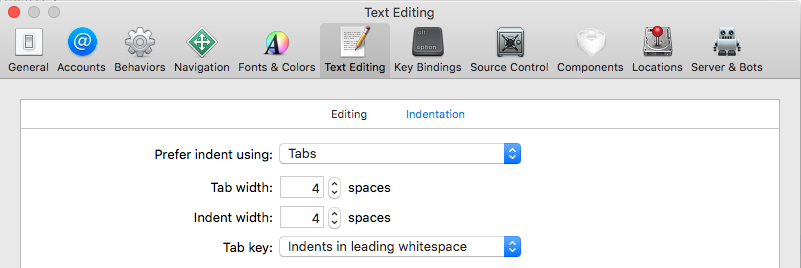 Text Editing
alt
option
General Accounts Behaviors Navigation Fonts & Colors Text Editing Key Bindings Source Control Components Locations Server & Bots
Editing Indentation
Prefer indent using: Tabs
Tab width: 4 spaces
Indent width: 4 spaces
Tab key: Indents in leading whitespace